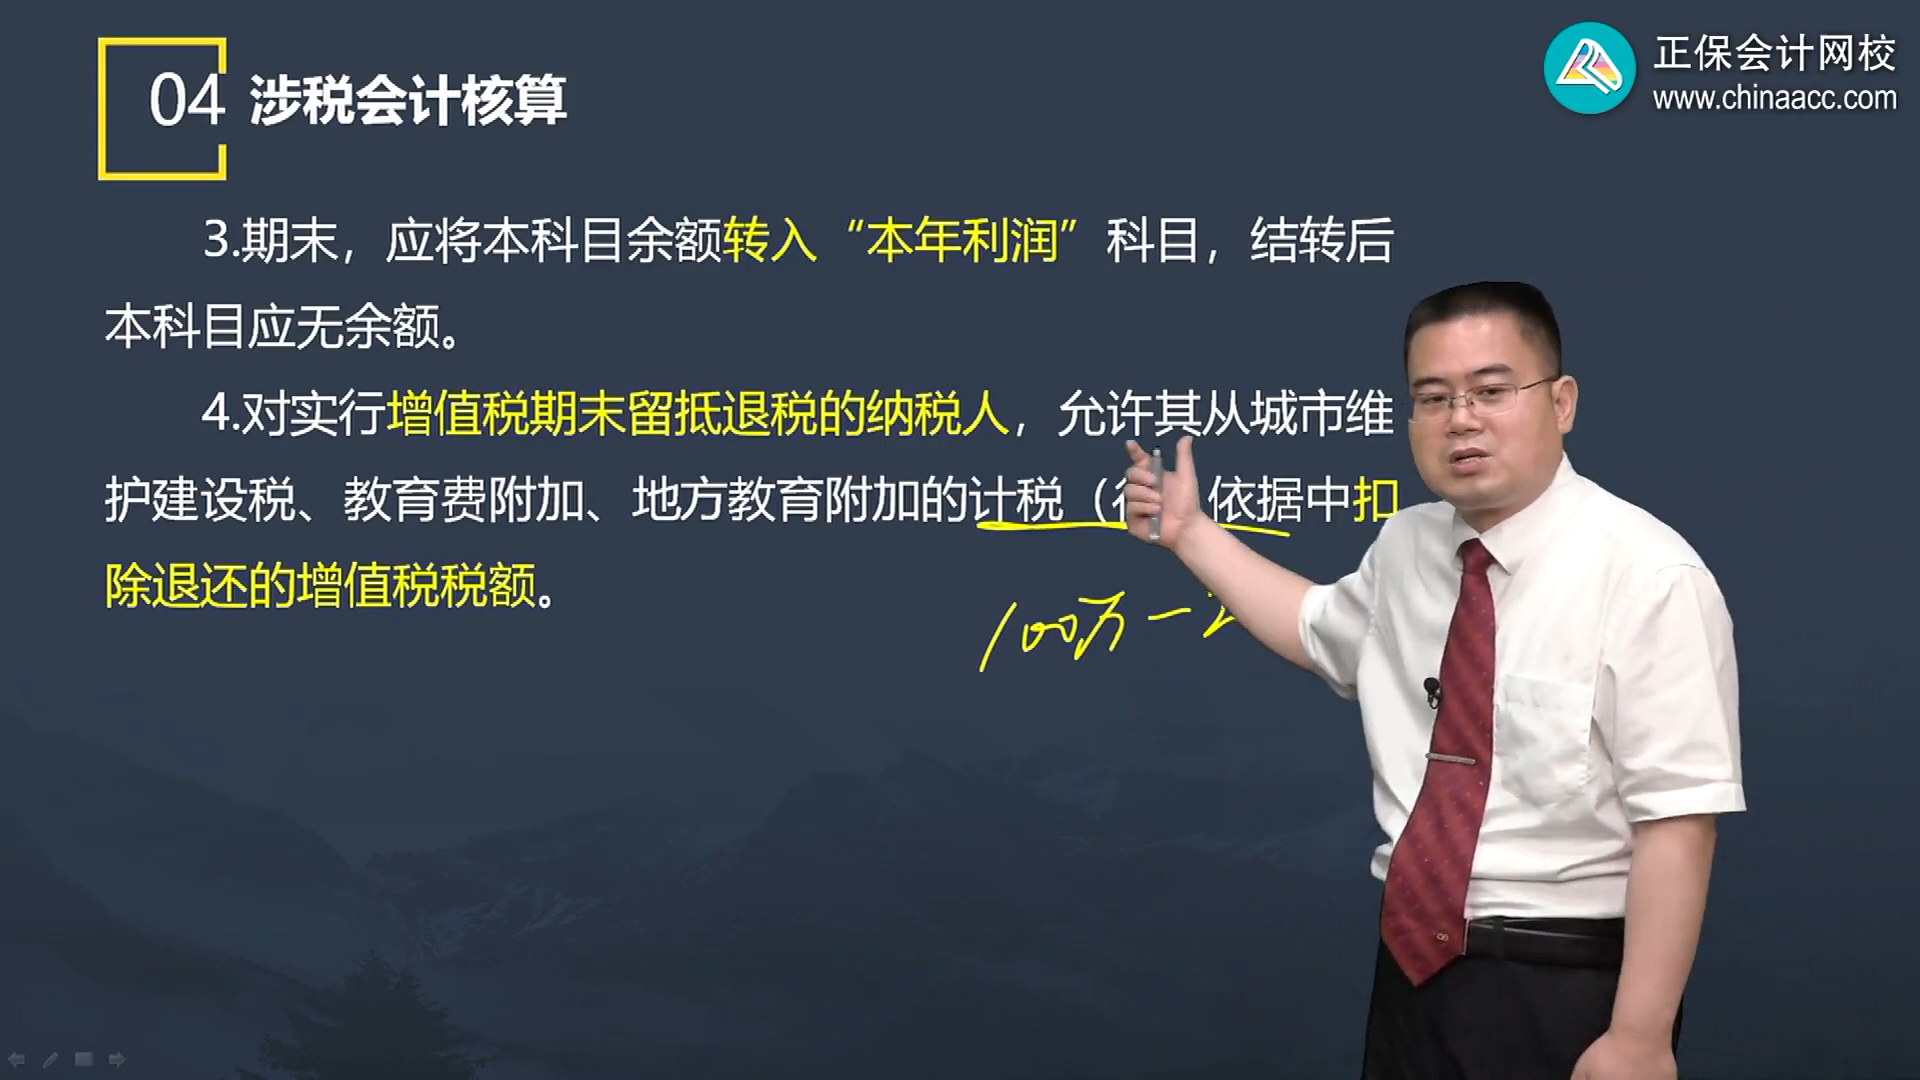 正保会计网校
www.chinaacc.com
04 涉税会计核算
3.期末，应将本科目余额转入“本年利润”科目，结转后
本科目应无余额。
4.对实行增值税期末留抵退税的纳税人，允许其从城市维
护建设税、教育费附加、地方教育附加的计税（ 依据中扣
除退还的增值税税额。
100万一